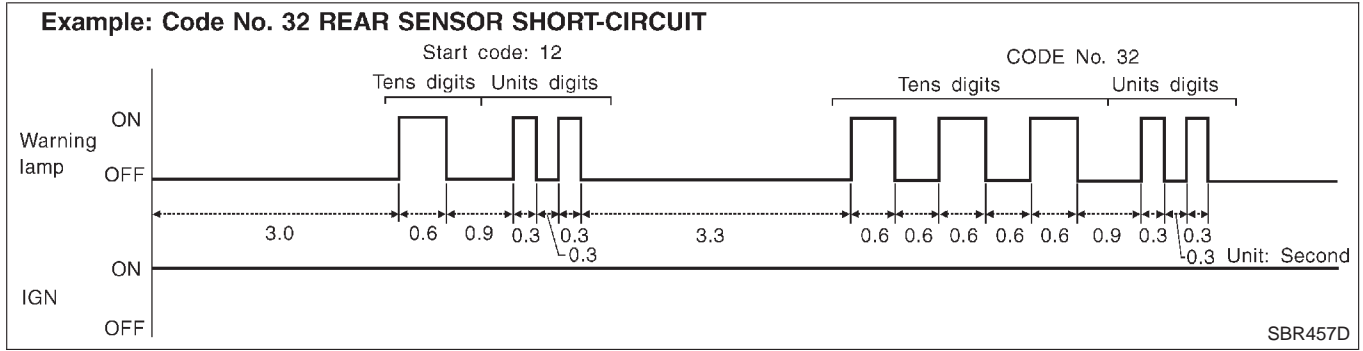 Example: Code No. 32 REAR SENSOR SHORT-CIRCUIT
Start code: 12
CODE No. 32
Tens digits Units digits
Tens digits Units digits
ON
Warning
lamp
OFF
3.0 0.6 0.9 0.3 0.3 3.3 0.6 0.6 0.6 0.6 0.6 0.9 0.3 0.3
0.3 0.3 Unit: Second
ON
IGN
OFF
SBR457D